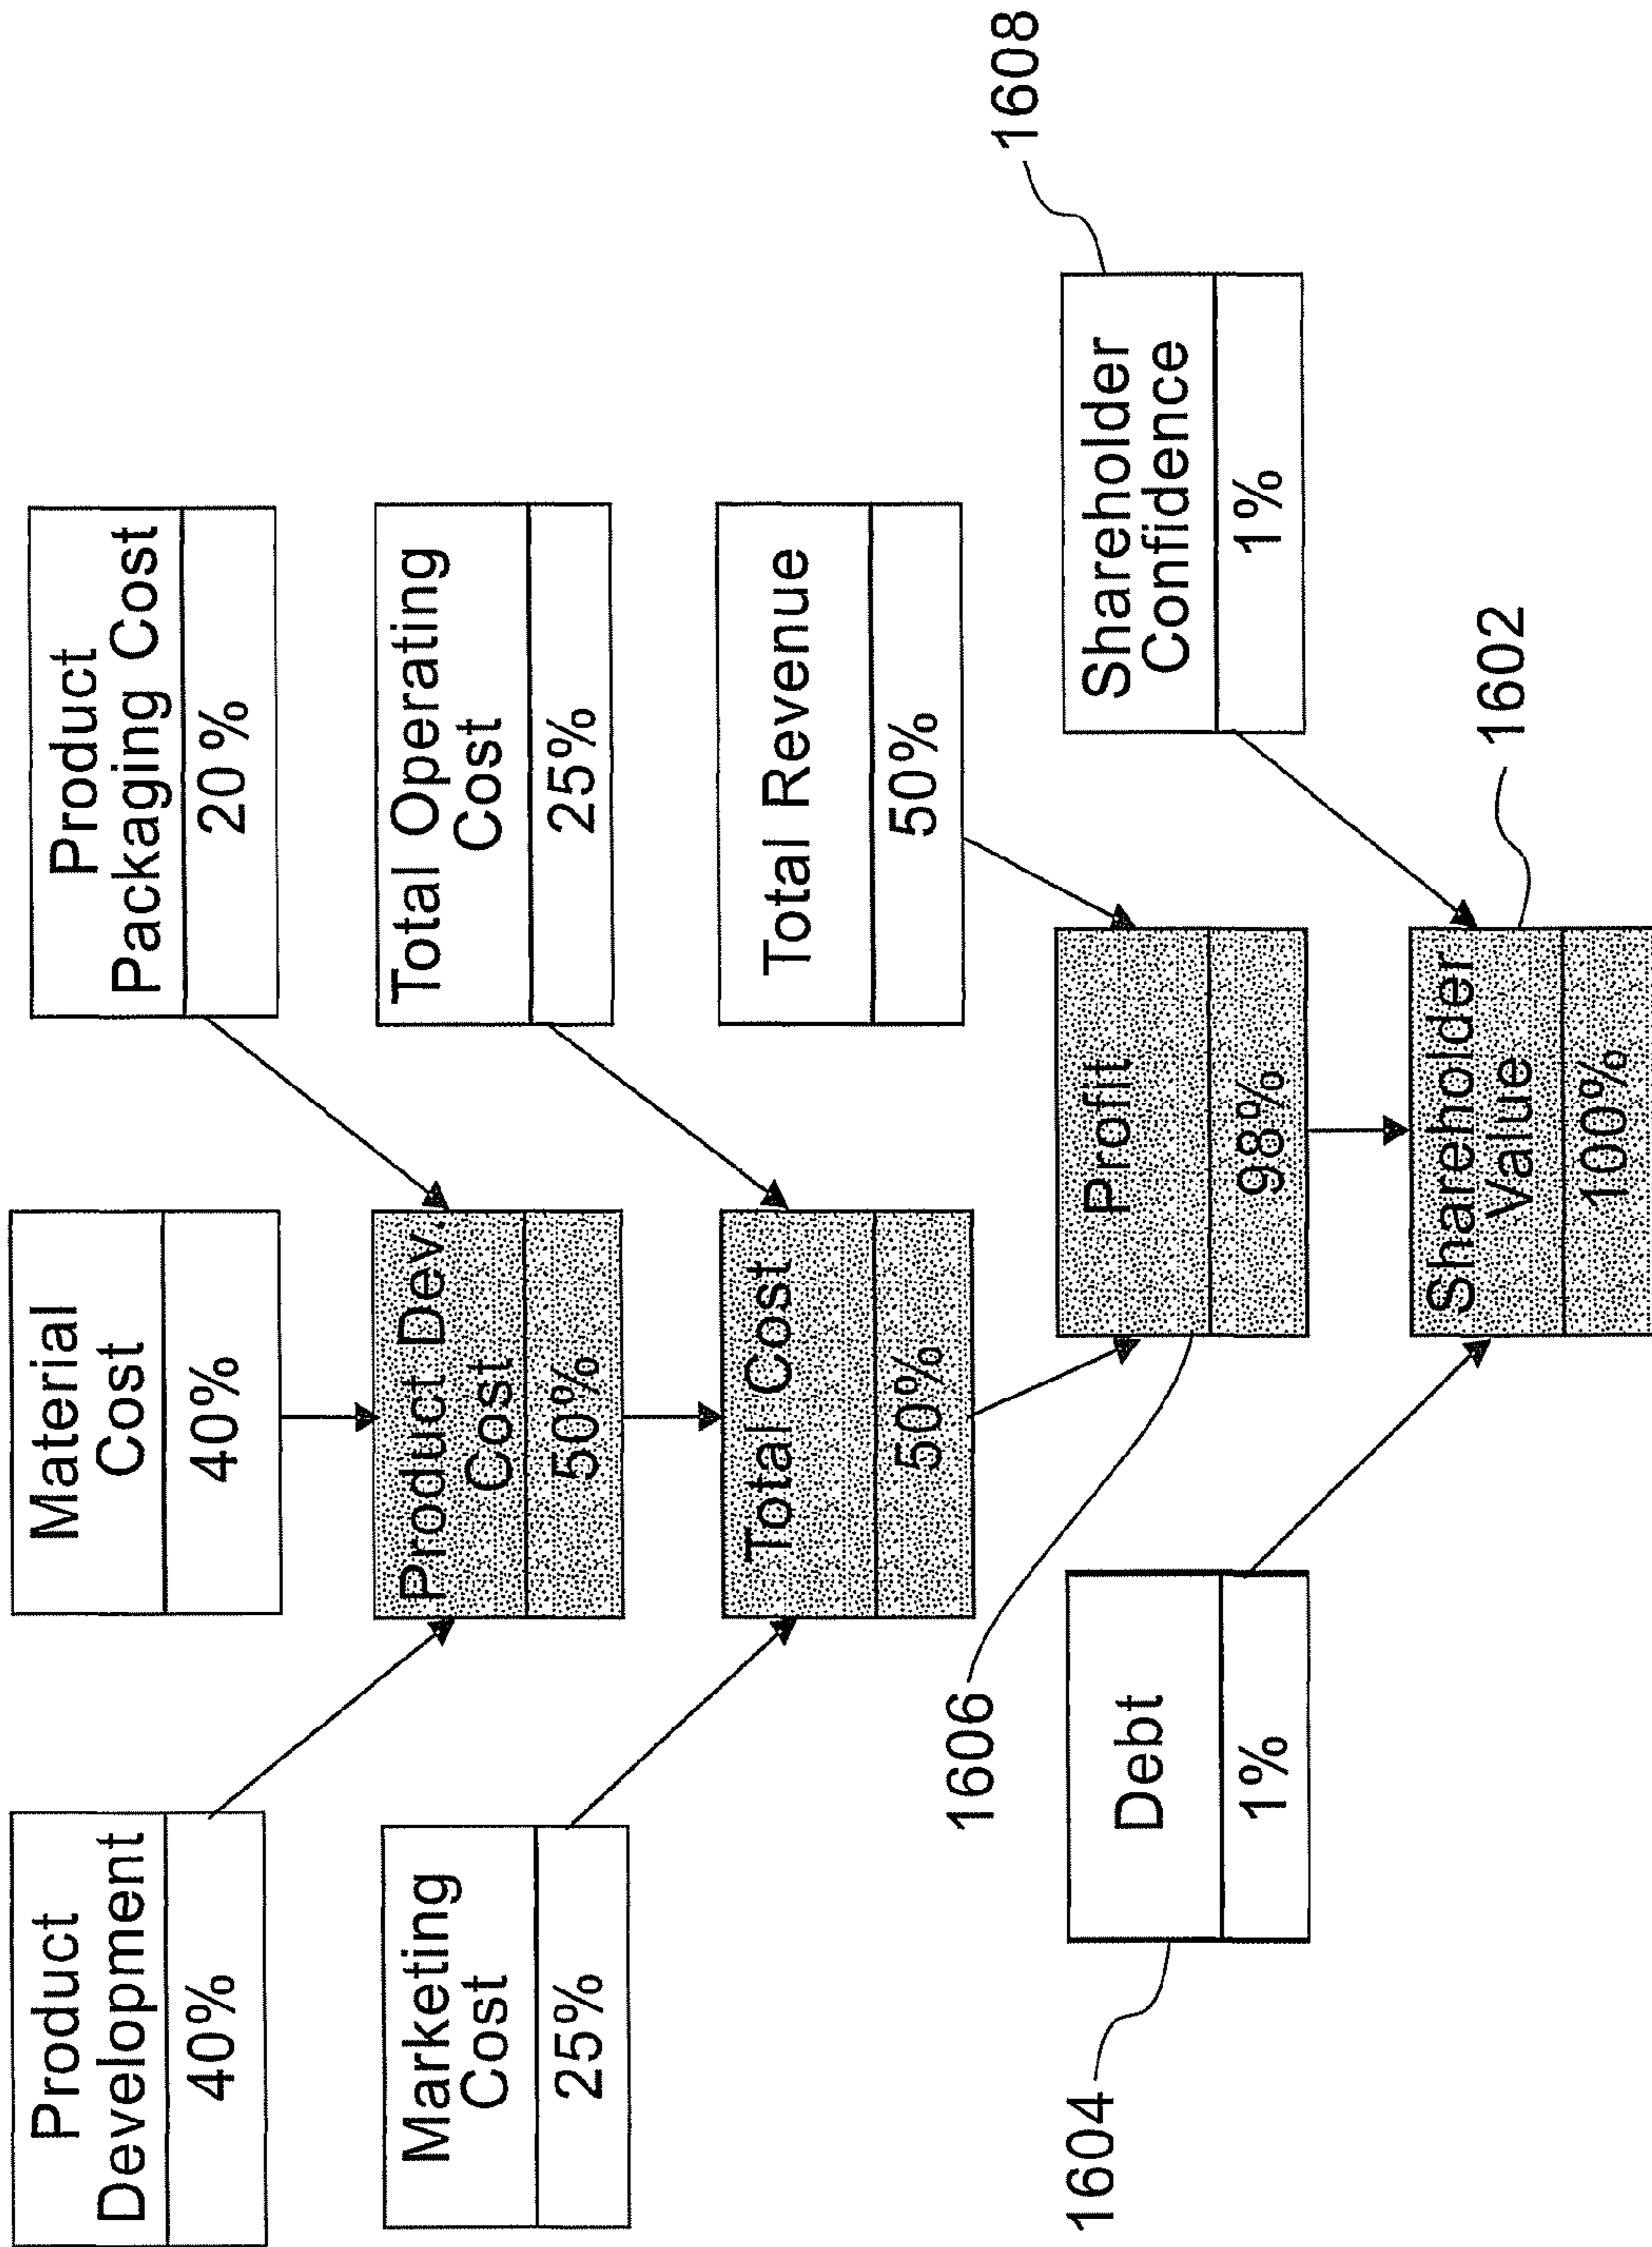 Product
Development
40%
Material
Cost
40%
Product
Packaging Cost
20%
Marketing
Cost
25%
Product Dev.
Cost
50%
Total Operating
Cost
25%
Total Cost
50%
Total Revenue
50%
1606
1604
Debt
1%
Profit
98%
Shareholder
Confidence
1%
1608
Shareholder
Value
100%
1602